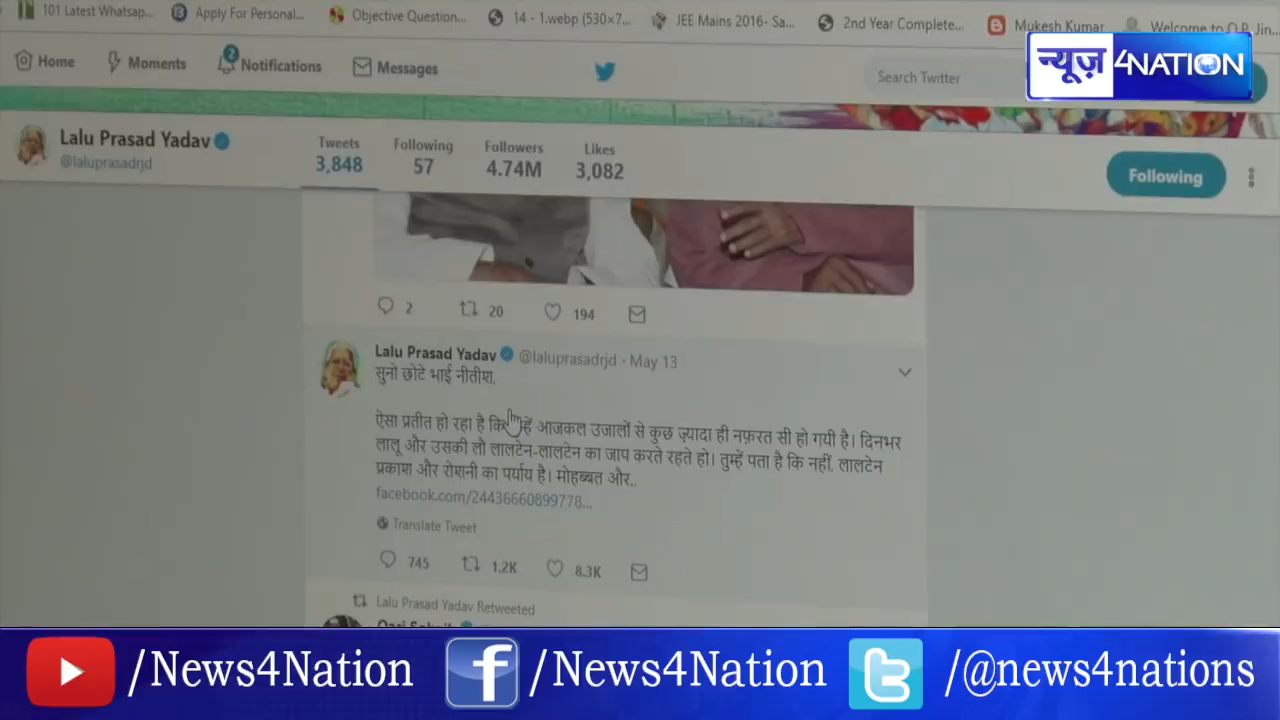 101 Latest Whatsap...
Apply For Personal...
Objective Question...
14 - 1.webp (530×7...
JEE Mains 2016- Sa...
2nd Year Complete...
Mukesh Kumar
Welcome to O.P. Jin...
न्यूज़ 4NATION
Home
Moments
2
Notifications
Messages
Search Twitter
Lalu Prasad Yadav
@laluprasadrjd
Tweets
3,848
Following
57
Followers
4.74M
Likes
3,082
Following
2
20
194
Lalu Prasad Yadav @laluprasadrjd · May 13
सुनो छोटे भाई नीतीश,
ऐसा प्रतीत हो रहा है कि आजकल उजालों से कुछ ज़्यादा ही नफ़रत सी हो गयी है। दिनभर
लालू और उसकी लौ लालटेन-लालटेन का जाप करते रहते हो। तुम्हें पता है कि नहीं, लालटेन
प्रकाश और रोशनी का पर्याय है। मोहब्बत और..
facebook.com/24436660899778...
Translate Tweet
745
1.2K
8.3K
Lalu Prasad Yadav Retweeted
/News4Nation
/News4Nation
/@news4nations